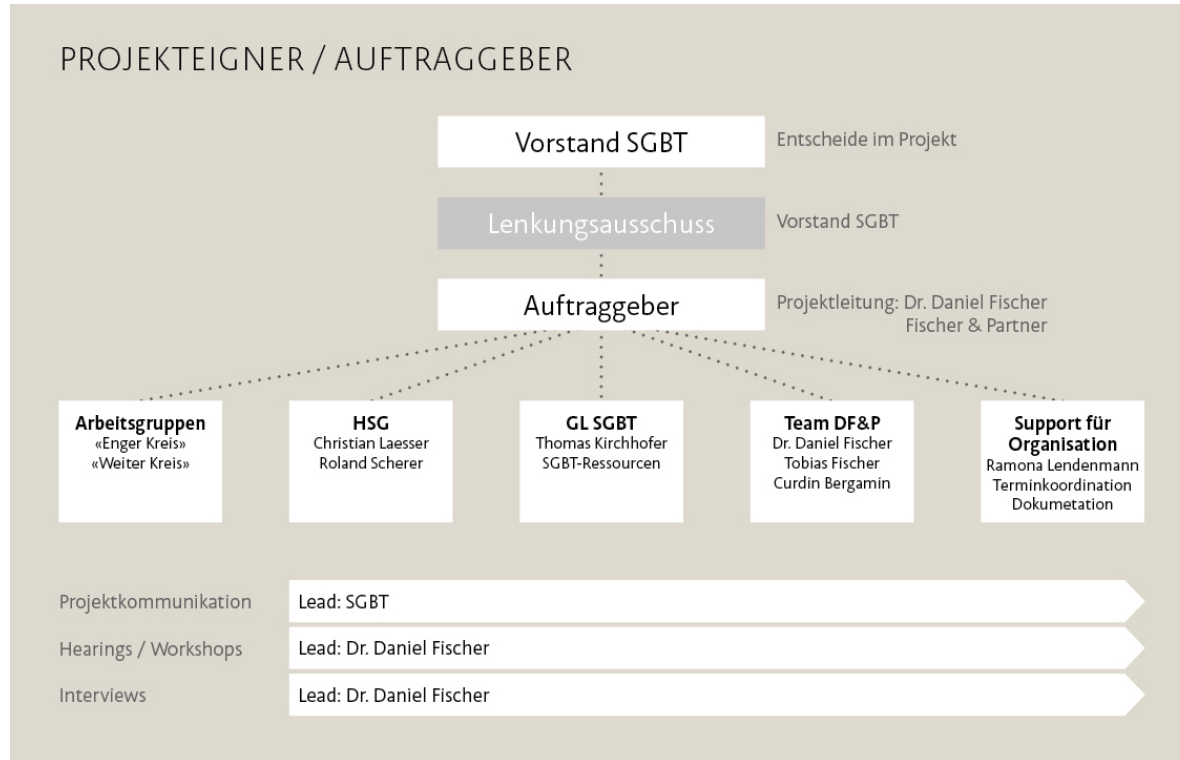 PROJEKTEIGNER / AUFTRAGGEBER
Vorstand SGBT
Entscheide im Projekt
Lenkungsausschuss
Vorstand SGBT
Auftraggeber
Projektleitung: Dr. Daniel Fischer
Fischer & Partner
Arbeitsgruppen
«Enger Kreis»
«Weiter Kreis»
HSG
Christian Laesser
Roland Scherer
GL SGBT
Thomas Kirchhofer
SGBT-Ressourcen
Team DF&P
Dr. Daniel Fischer
Tobias Fischer
Curdin Bergamin
Support für
Organisation
Ramona Lendenmann
Terminkoordination
Dokumetation
Projektkommunikation
Lead: SGBT
Hearings / Workshops
Lead: Dr. Daniel Fischer
Interviews
Lead: Dr. Daniel Fischer